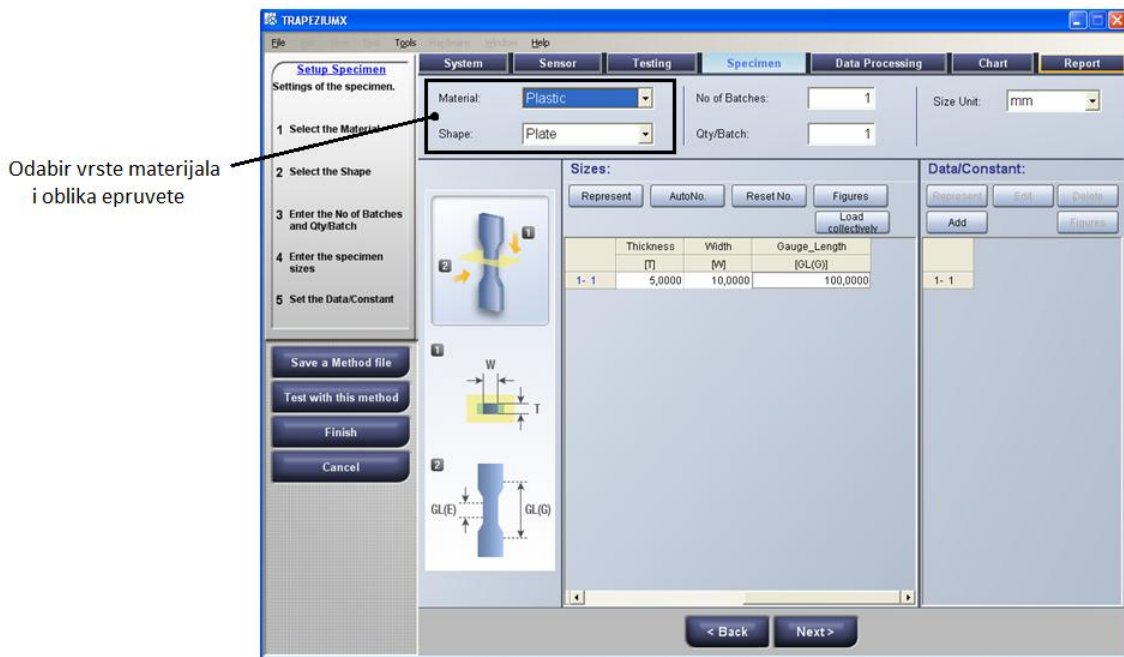 TRAPEZIUMX
File Tools Window Help
System Sensor Testing Specimen Data Processing Chart Report
Setup Specimen
Settings of the specimen.
1 Select the Material
2 Select the Shape
3 Enter the No of Batches
and Qty/Batch
4 Enter the specimen
sizes
5 Set the Data/Constant
Save a Method file
Test with this method
Finish
Cancel
Odabir vrste materijala
i oblika epruvete
Material: Plastic
Shape: Plate
No of Batches: 1
Qty/Batch: 1
Size Unit: mm
1
2
1
W
T
2
GL(E) GL(G)
Sizes:
Represent AutoNo. Reset No. Figures
Load
collectively
Thickness Width Gauge_Length
[T] [W] [GL(G)]
1- 1 5,0000 10,0000 100,0000
Data/Constant:
Represent Edit Delete
Add Figures
1- 1
< Back Next >